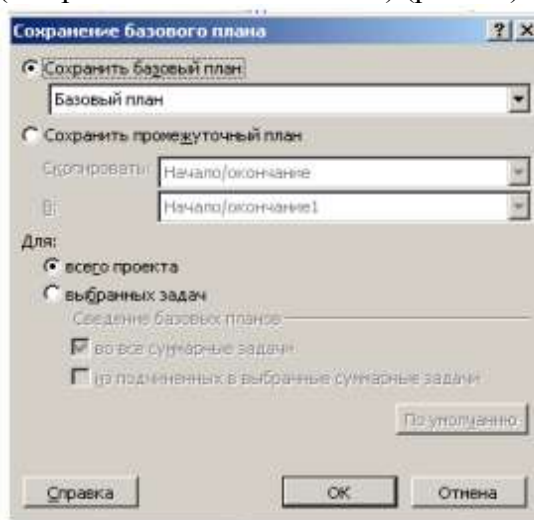 Сохранение базового плана
Сохранить базовый план
Базовый план
Сохранить промежуточный план
Скопировать: Начало/окончание
В: Начало/окончание1
Для:
всего проекта
выбранных задач
Сведение базовых планов
во все суммарные задачи
из подчиненных в выбранные суммарные задачи
По умолчанию
Справка ОК Отмена